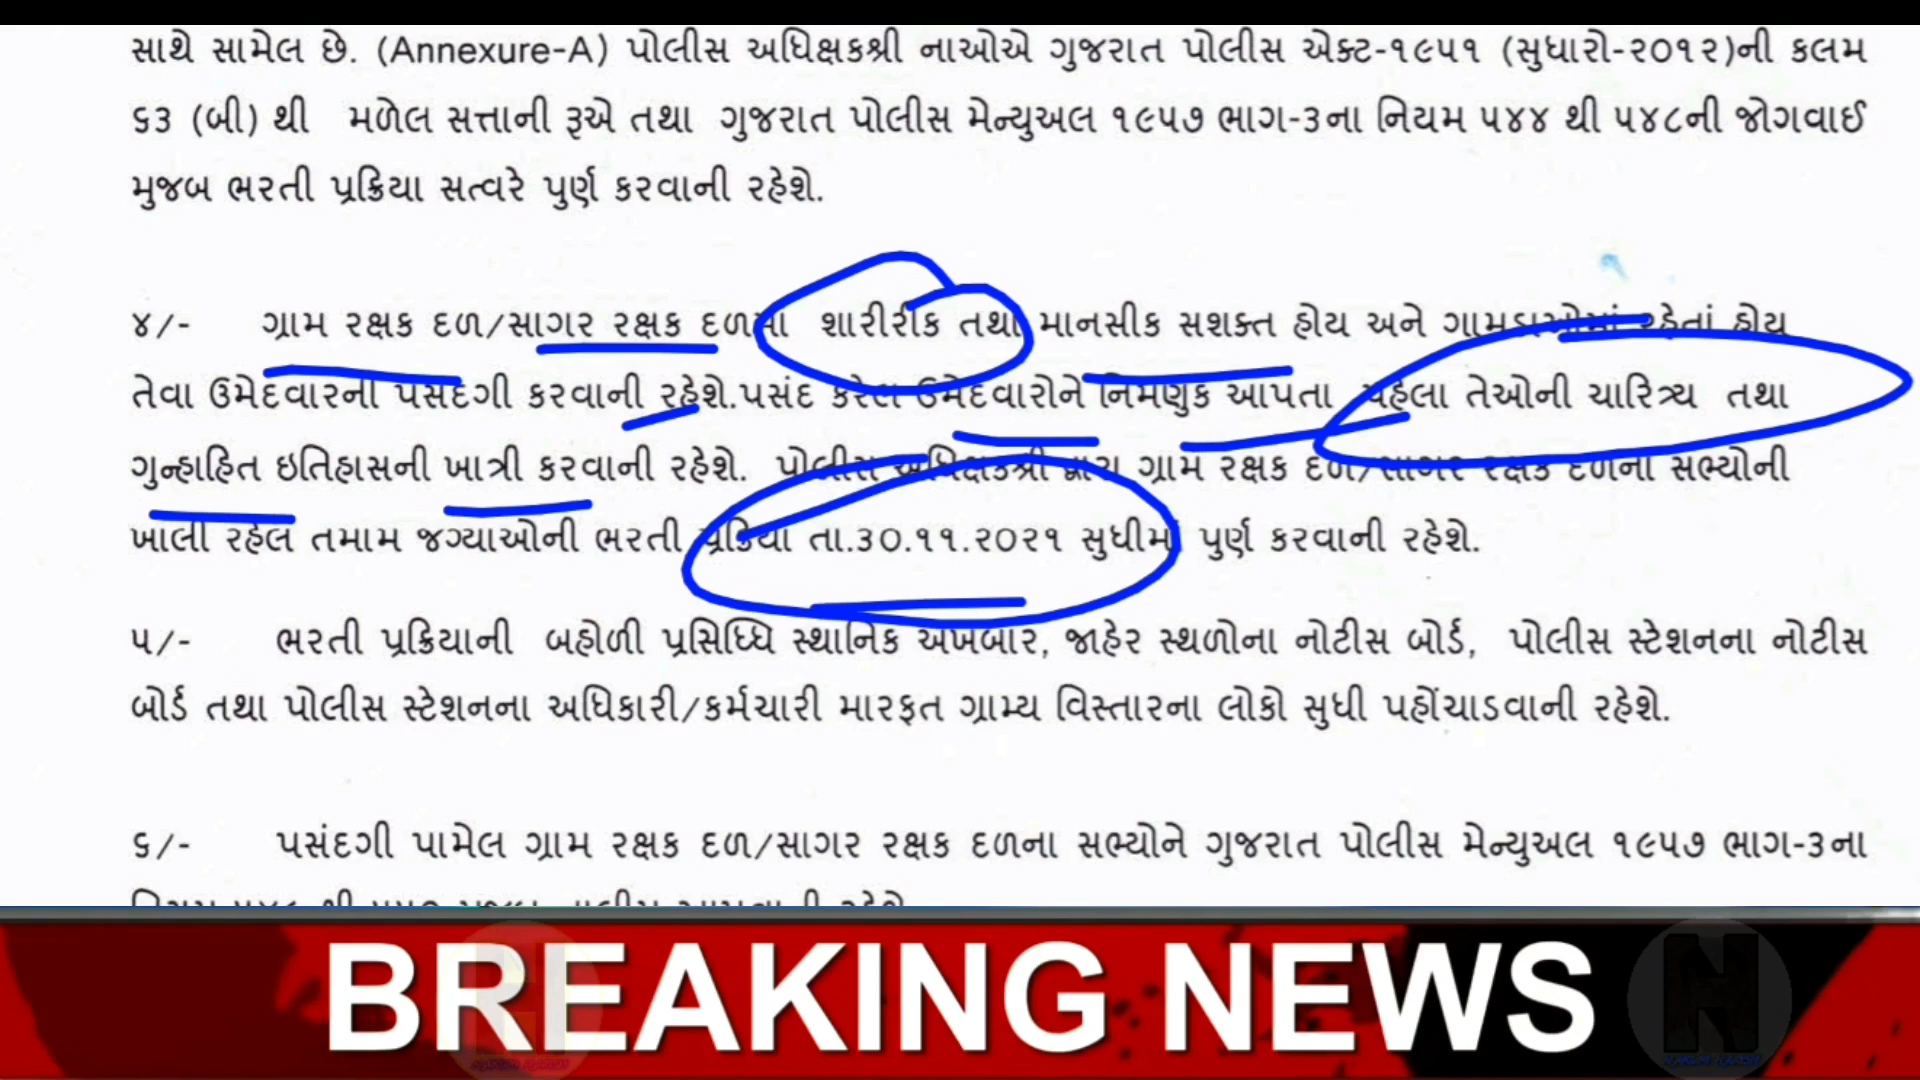 સાથે સામેલ છે. (Annexure-A) પોલીસ અધિક્ષકશ્રી નાઓએ ગુજરાત પોલીસ એક્ટ-૧૯૫૧ (સુધારો-૨૦૧૨)ની કલમ
૬૩ (બી) થી મળેલ સત્તાની રૂએ તથા ગુજરાત પોલીસ મેન્યુઅલ ૧૯૫૭ ભાગ-૩ના નિયમ ૫૪૪ થી ૫૪૮ની જોગવાઈ
મુજબ ભરતી પ્રક્રિયા સત્વરે પુર્ણ કરવાની રહેશે.
૪/- ગ્રામ રક્ષક દળ/સાગર રક્ષક દળમાં શારીરીક તથા માનસીક સશક્ત હોય અને ગામડાઓમાં રહેતાં હોય
તેવા ઉમેદવારની પસંદગી કરવાની રહેશે.પસંદ કરેલ ઉમેદવારોને નિમણુક આપતા પહેલા તેઓની ચારિત્ર્ય તથા
ગુન્હાહિત ઇતિહાસની ખાત્રી કરવાની રહેશે. પોલીસ અધિક્ષકશ્રી દ્વારા ગ્રામ રક્ષક દળ/સાગર રક્ષક દળના સભ્યોની
ખાલી રહેલ તમામ જગ્યાઓની ભરતી પ્રક્રિયા તા.૩૦.૧૧.૨૦૨૧ સુધીમાં પુર્ણ કરવાની રહેશે.
૫/- ભરતી પ્રક્રિયાની બહોળી પ્રસિધ્ધિ સ્થાનિક અખબાર, જાહેર સ્થળોના નોટીસ બોર્ડ, પોલીસ સ્ટેશનના નોટીસ
બોર્ડ તથા પોલીસ સ્ટેશનના અધિકારી/કર્મચારી મારફત ગ્રામ્ય વિસ્તારના લોકો સુધી પહોંચાડવાની રહેશે.
૬/- પસંદગી પામેલ ગ્રામ રક્ષક દળ/સાગર રક્ષક દળના સભ્યોને ગુજરાત પોલીસ મેન્યુઅલ ૧૯૫૭ ભાગ-૩ના
BREAKING NEWS